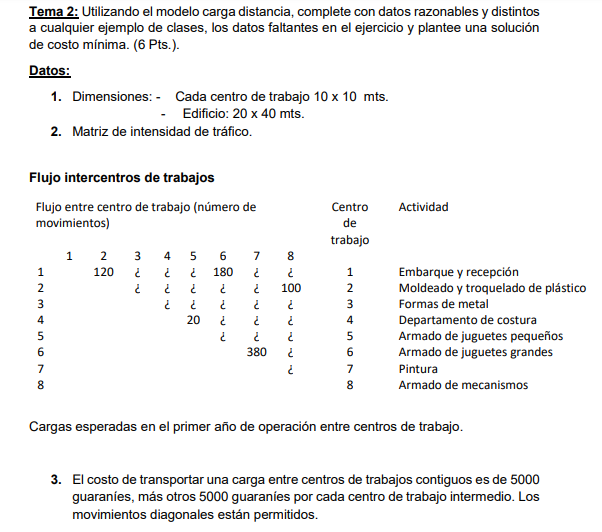 Tema 2: Utilizando el modelo carga distancia, complete con datos razonables y distintos
a cualquier ejemplo de clases, los datos faltantes en el ejercicio y plantee una solución
de costo mínima. (6 Pts.).
Datos:
1. Dimensiones: - Cada centro de trabajo 10 x 10 mts.
- Edificio: 20 x 40 mts.
2. Matriz de intensidad de tráfico.
Flujo intercentros de trabajos
Flujo entre centro de trabajo (número de
movimientos)
Centro
de
trabajo
Actividad
1 2 3 4 5 6 7 8
1 120 ¿ ¿ ¿ 180 ¿ ¿ 1 Embarque y recepción
2 ¿ ¿ ¿ ¿ ¿ 100 2 Moldeado y troquelado de plástico
3 ¿ ¿ ¿ ¿ ¿ 3 Formas de metal
4 20 ¿ ¿ ¿ 4 Departamento de costura
5 ¿ ¿ ¿ 5 Armado de juguetes pequeños
6 380 ¿ 6 Armado de juguetes grandes
7 ¿ 7 Pintura
8 8 Armado de mecanismos
Cargas esperadas en el primer año de operación entre centros de trabajo.
3. El costo de transportar una carga entre centros de trabajos contiguos es de 5000
guaraníes, más otros 5000 guaraníes por cada centro de trabajo intermedio. Los
movimientos diagonales están permitidos.